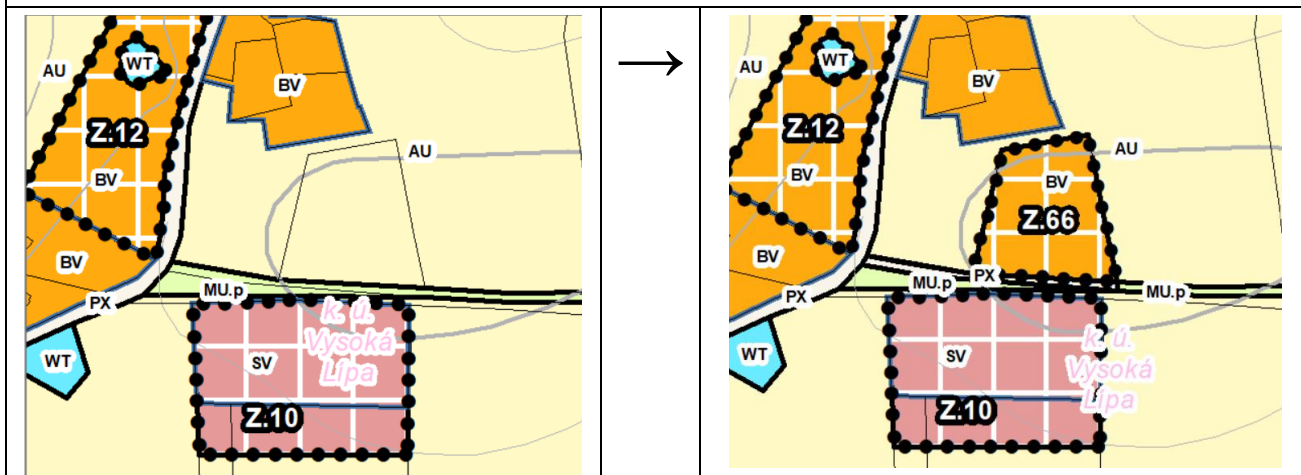 WT
AU
BV
Z.12
AU
BV
BV
PX
MU.p
k. ú.
Vysoká
Lípa
WT
SV
Z.10
→
WT
AU
BV
Z.12
AU
BV
BV
Z.66
BV
PX
MU.p
MU.p
PX
k. ú.
Vysoká
Lípa
WT
SV
Z.10